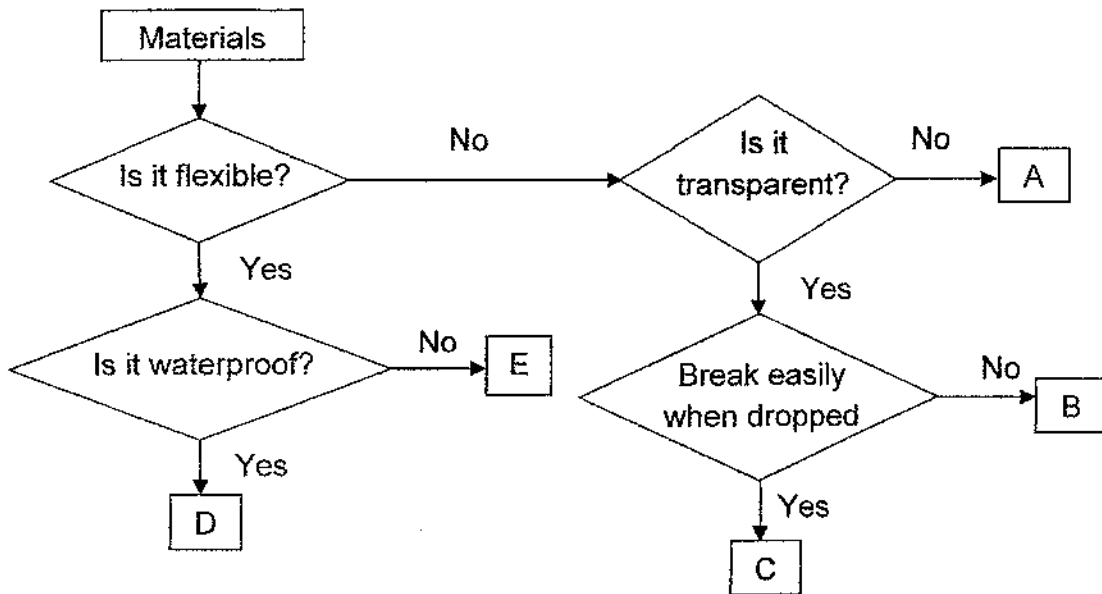 Materials
Is it flexible?
No
Is it
transparent?
No
A
Yes
Is it waterproof?
No
E
Yes
D
Yes
Break easily
when dropped
No
B
Yes
C